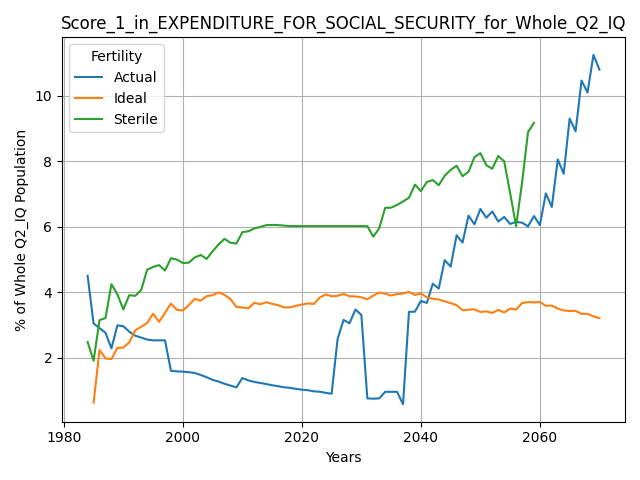 Score_1_in_EXPENDITURE_FOR_SOCIAL_SECURITY_for_Whole_Q2_IQ
Fertility
Actual
Ideal
Sterile
% of Whole Q2_IQ Population
10
8
6
4
2
1980 2000 2020 2040 2060
Years